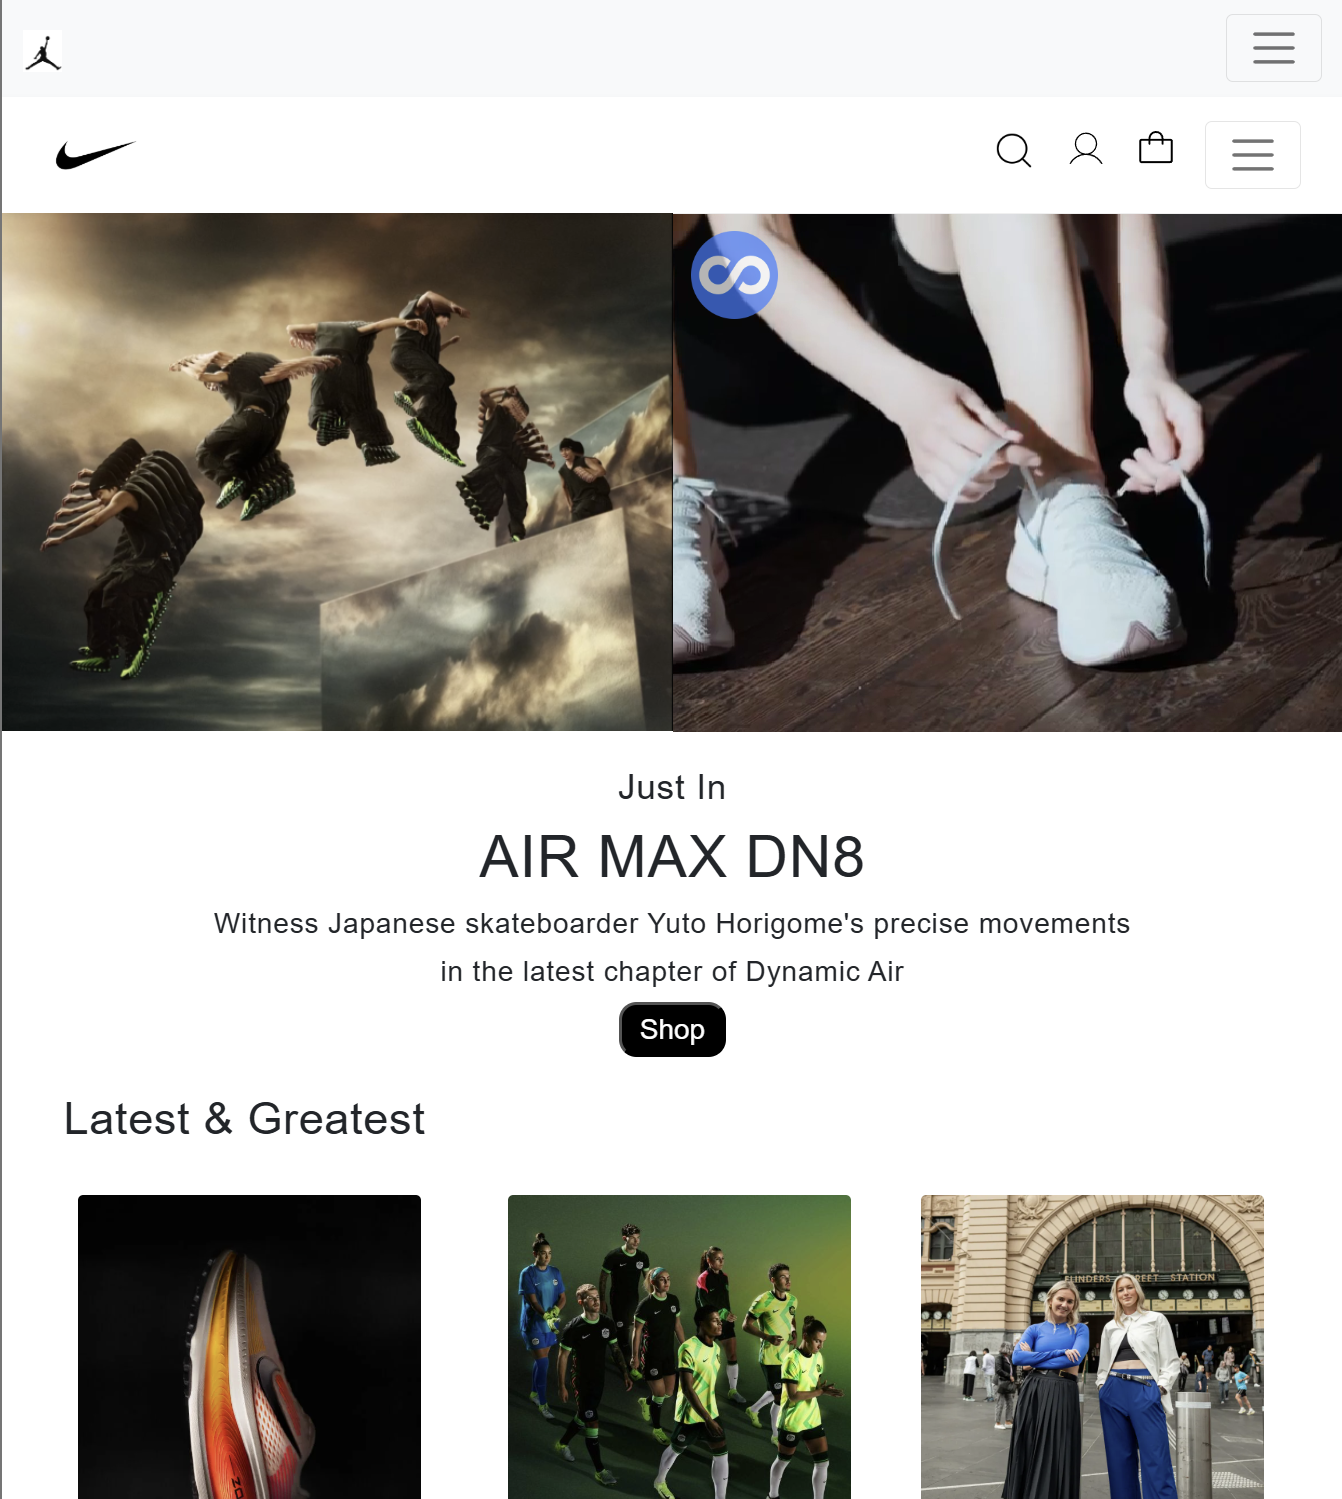 Just In
AIR MAX DN8
Witness Japanese skateboarder Yuto Horigome's precise movements
in the latest chapter of Dynamic Air
Shop
Latest & Greatest
FLINDERS STREET STATION